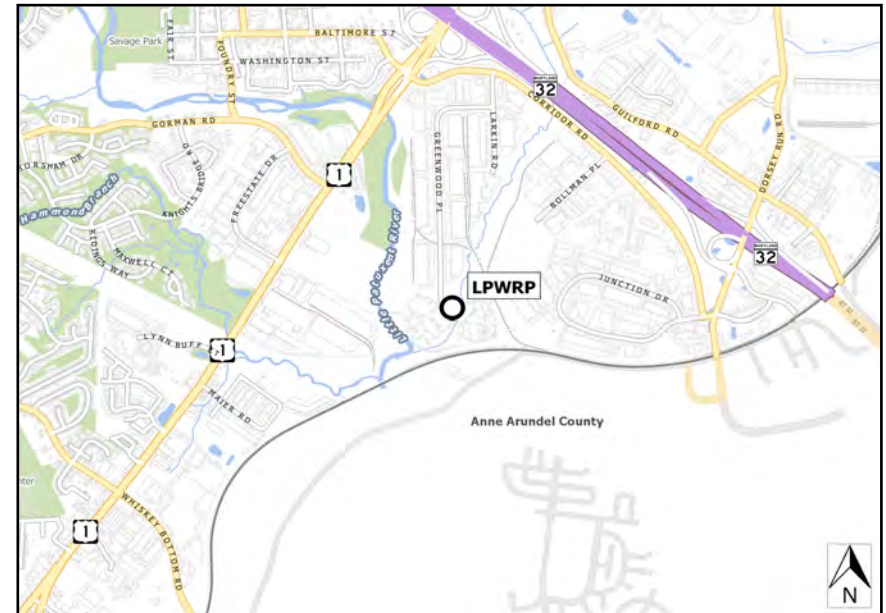 Savage Park
FAIR ST
BALTIMORE ST
FOUNDRY ST
WASHINGTON ST
MARYLAND
32
GUILFORD RD
CORRIDOR RD
DORSEY RUN RD
GORMAN RD
LARKIN RD
GREENWOOD PL
BOLLMAN PL
KNIGHTS BRIDGE RD
FREESTATE DR
1
Hammond Branch
RIDINGS WAY
MAXWELL CT
Little Patuxent River
MARYLAND
32
JUNCTION DR
LPWRP
LYNN BUFF
1
MAIER RD
Anne Arundel County
WHISKEY BOTTOM RD
1
N